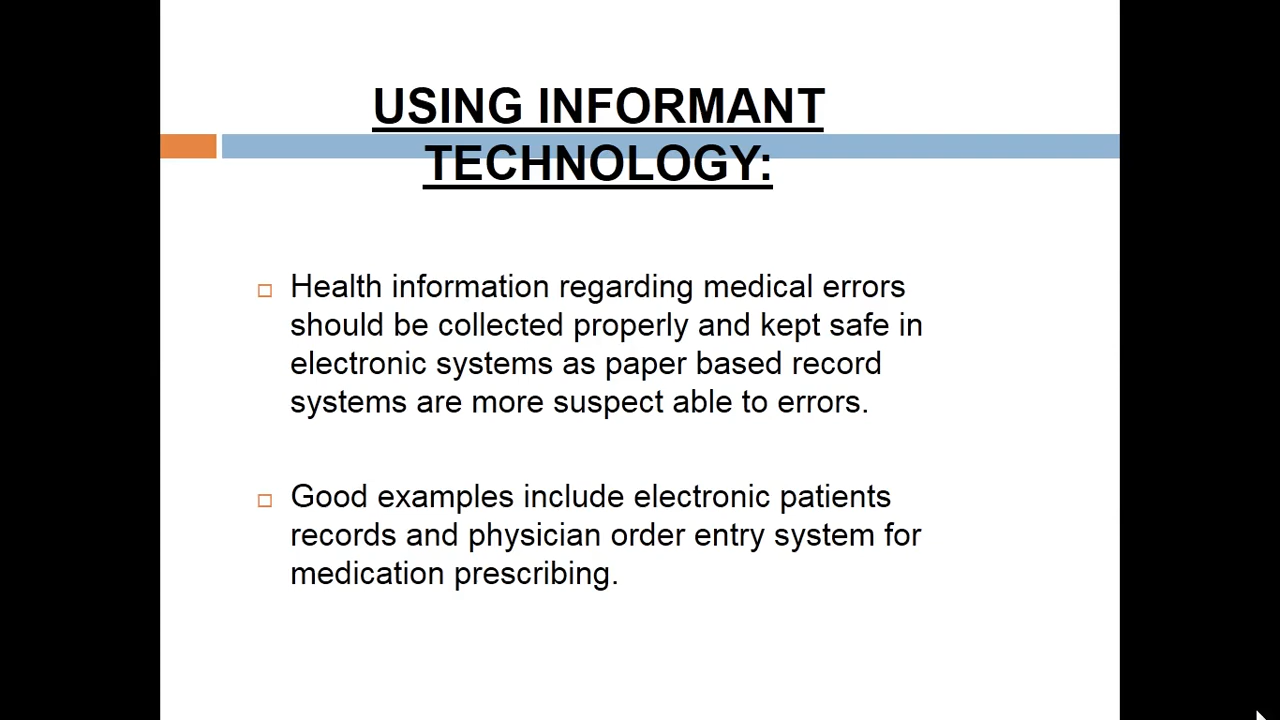 USING INFORMANT
TECHNOLOGY:
Health information regarding medical errors
should be collected properly and kept safe in
electronic systems as paper based record
systems are more suspect able to errors.
Good examples include electronic patients
records and physician order entry system for
medication prescribing.